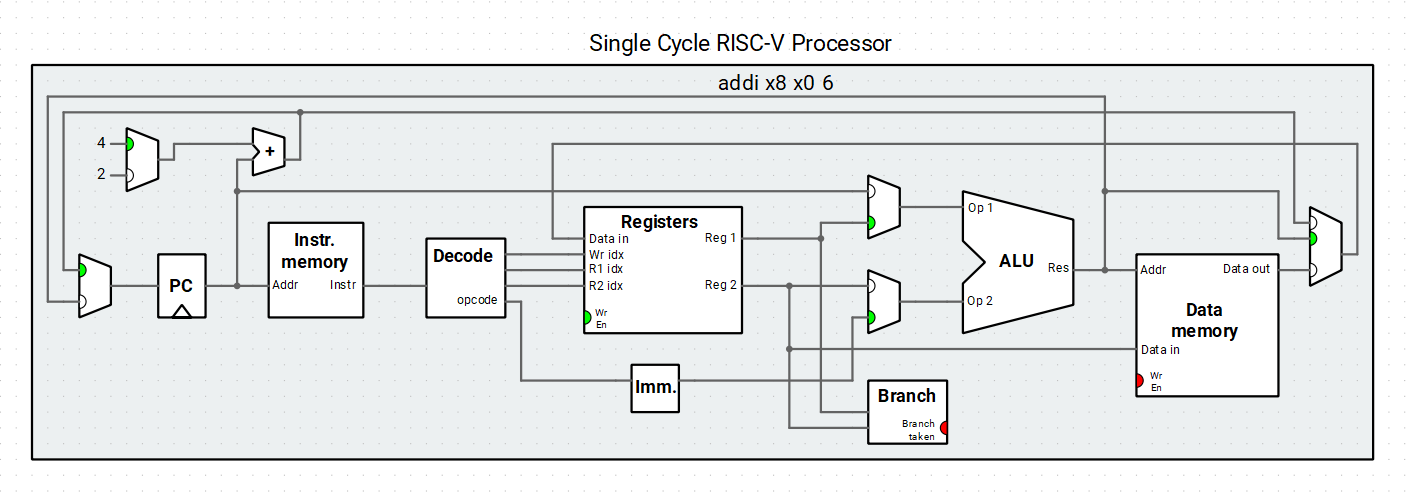 Single Cycle RISC-V Processor
addi x8 x0 6
4
2
+
PC
Instr.
memory
Addr
Instr
Decode
opcode
Registers
Data in
Wr idx
R1 idx
R2 idx
Wr
En
Reg 1
Reg 2
Imm.
Op 1
Op 2
ALU
Res
Branch
Branch
taken
Addr
Data out
Data
memory
Data in
Wr
En